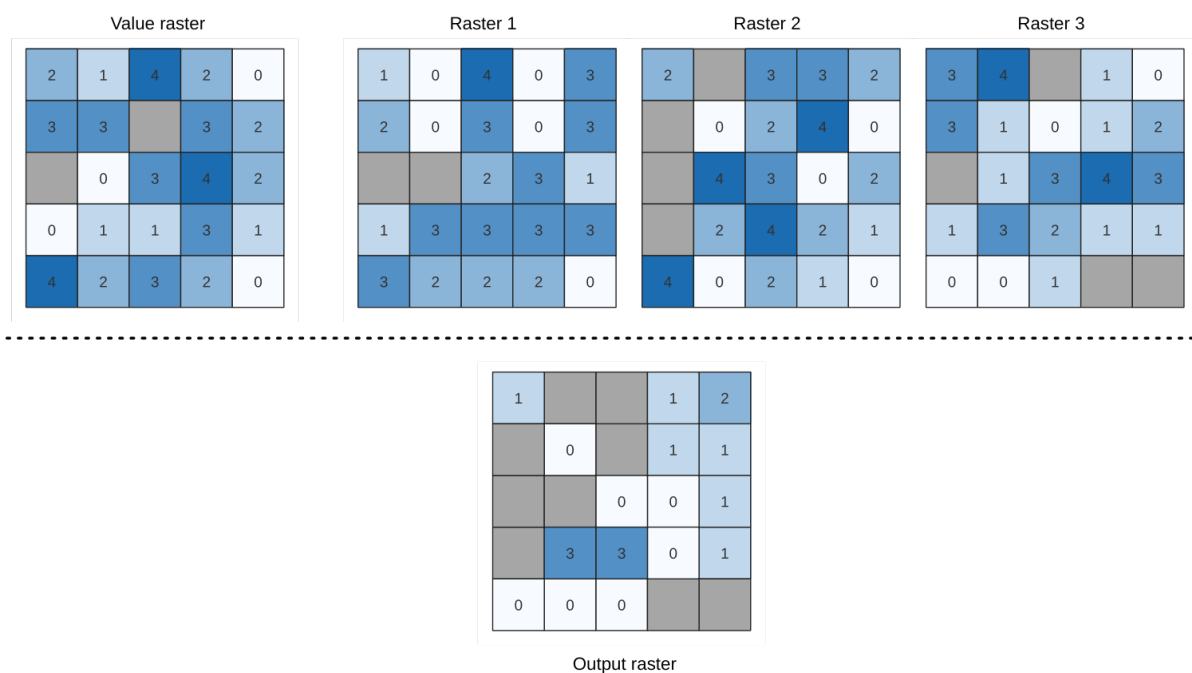 Value raster Raster 1 Raster 2 Raster 3
2 1 4 2 0 1 0 4 0 3 2 3 3 2 3 4 1 0
3 3 3 2 2 0 3 0 3 0 2 4 0 3 1 0 1 2
0 3 4 2 2 3 1 4 3 0 2 1 3 4 3
0 1 1 3 1 1 3 3 3 3 2 4 2 1 1 3 2 1 1
4 2 3 2 0 3 2 2 2 0 4 0 2 1 0 0 0 1
1 1 2
0 1 1
0 0 1
3 3 0 1
0 0 0
Output raster